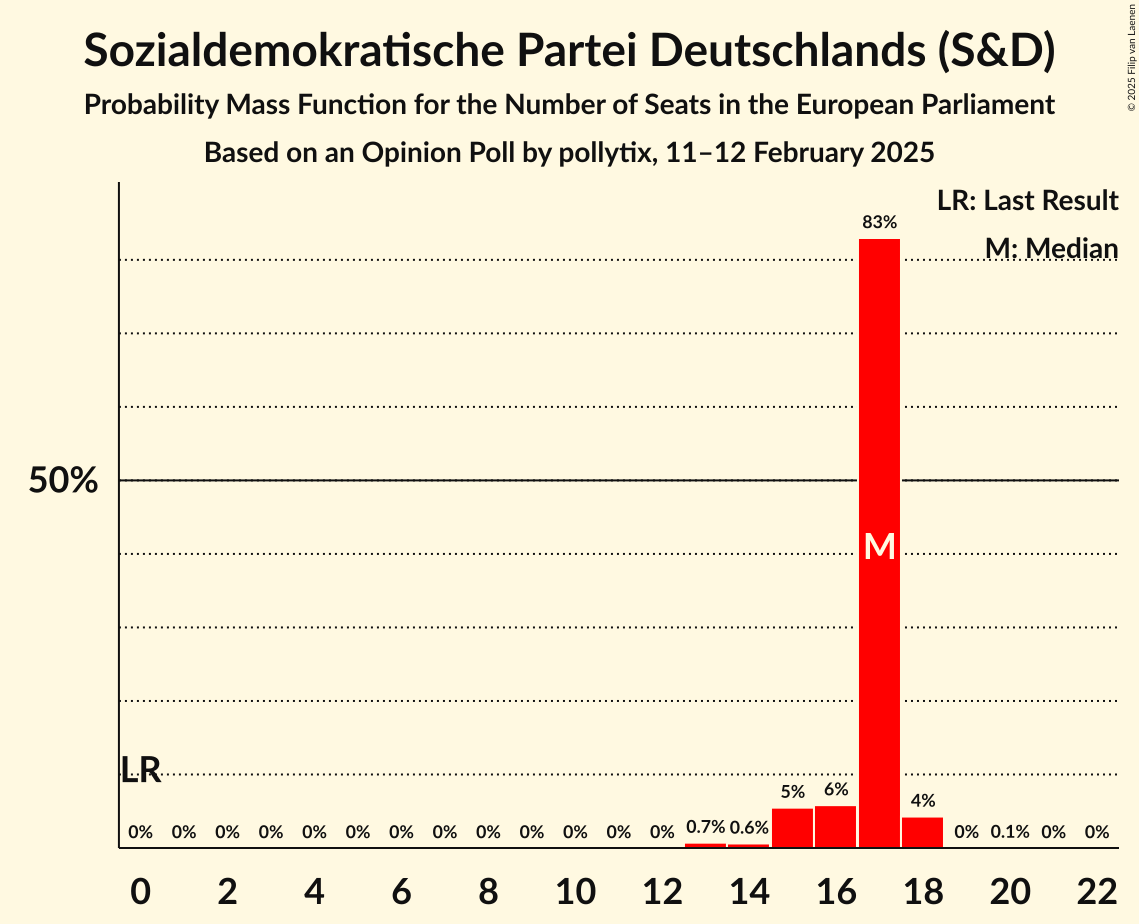 Sozialdemokratische Partei Deutschlands (S&D)
Probability Mass Function for the Number of Seats in the European Parliament
Based on an Opinion Poll by pollytix, 11–12 February 2025
© 2025 Filip van Laenen
LR: Last Result
M: Median
83%
50%
M
LR
5% 6% 4%
0% 0% 0% 0% 0% 0% 0% 0% 0% 0% 0% 0% 0% 0.7% 0.6% 0% 0.1% 0% 0%
0 2 4 6 8 10 12 14 16 18 20 22